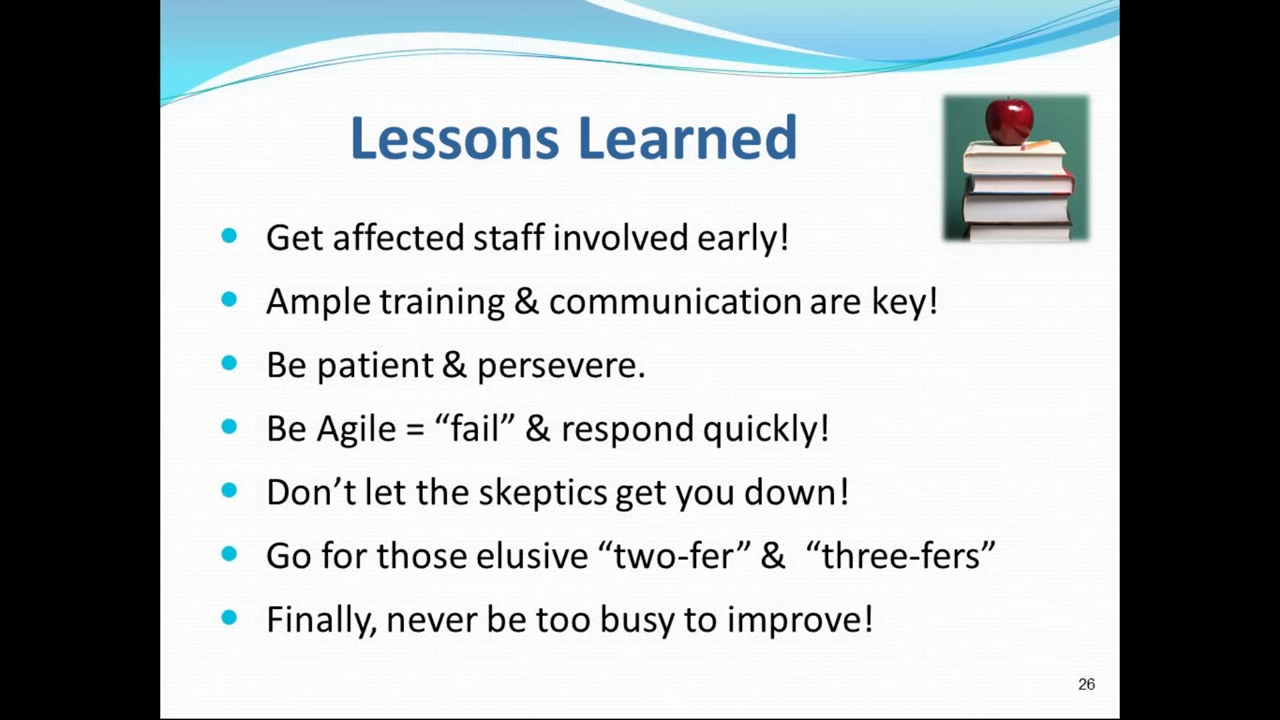 Lessons Learned
Get affected staff involved early!
Ample training & communication are key!
Be patient & persevere.
Be Agile = “fail” & respond quickly!
Don’t let the skeptics get you down!
Go for those elusive “two-fer” & “three-fers”
Finally, never be too busy to improve!
26